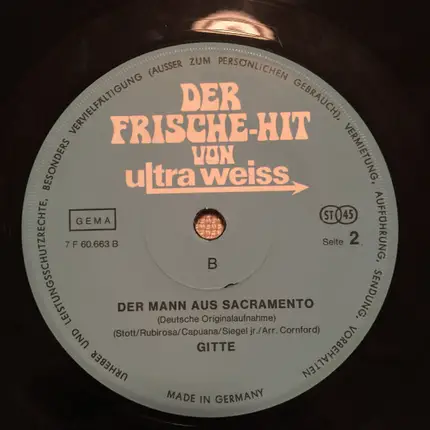 URHEBER UND LEISTUNGSSCHUTZRECHTE, BESONDERS VERVIELFÄLTIGUNG (AUSSER ZUM PERSÖNLICHEN GEBRAUCH), VERMIETUNG, AUFFÜHRUNG, SENDUNG, VORBEHALTEN
DER
FRISCHE-HIT
VON
ultra weiss
GEMA
7 F 60.663 B
ST 45
Seite 2
B
DER MANN AUS SACRAMENTO
(Deutsche Originalaufnahme)
(Stott/Rubirosa/Capuana/Siegel jr./Arr. Cornford)
GITTE
MADE IN GERMANY